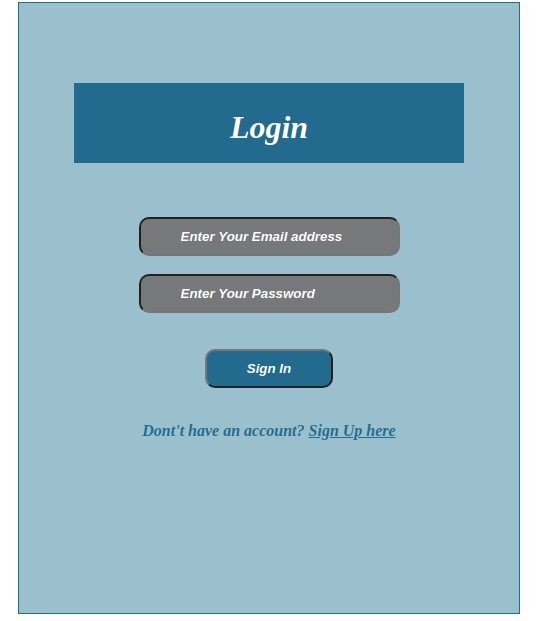 Login
Enter Your Email address
Enter Your Password
Sign In
Dont't have an account? Sign Up here